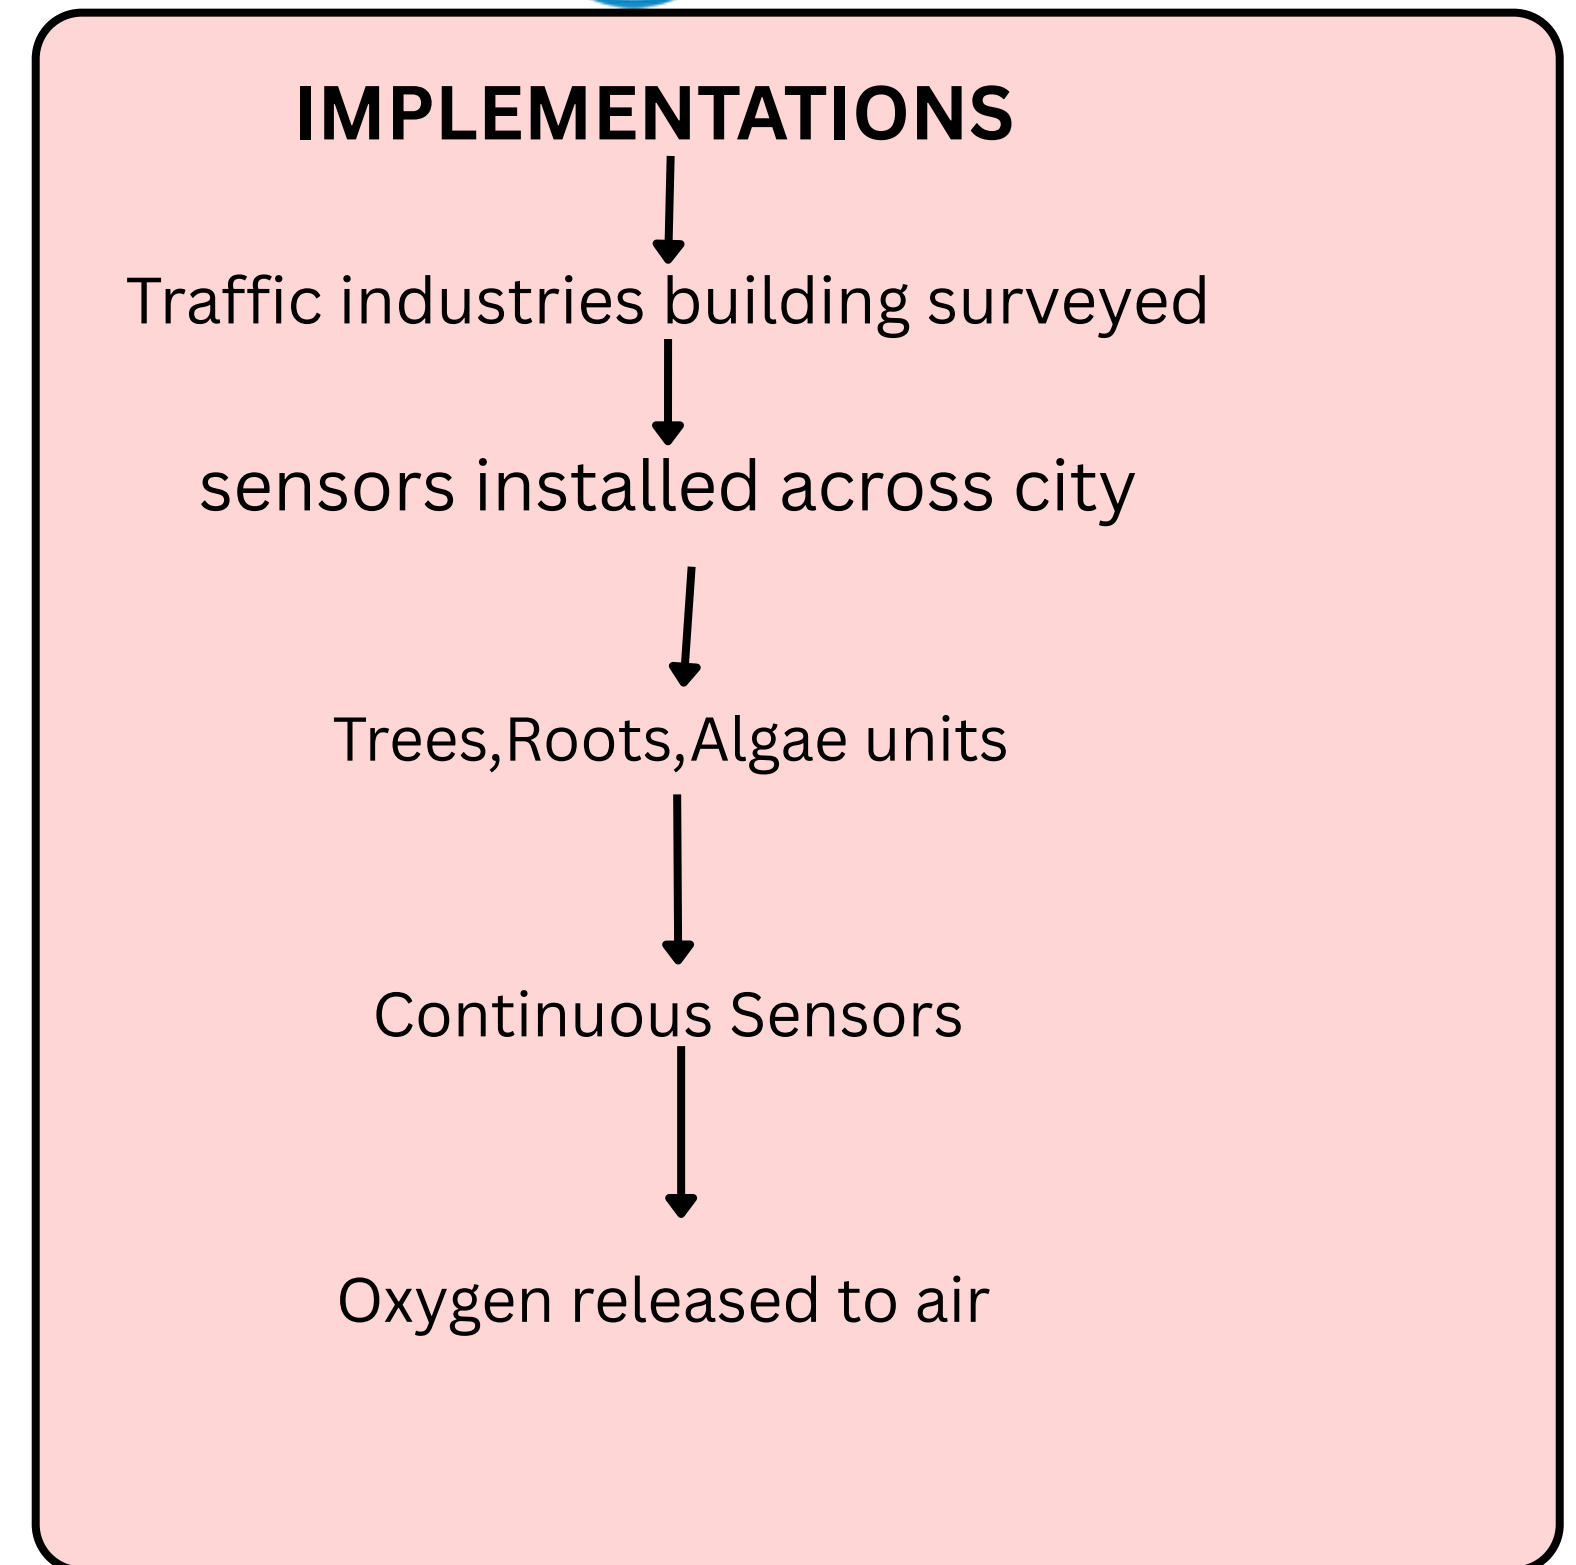 IMPLEMENTATIONS
Traffic industries building surveyed
sensors installed across city
Trees,Roots,Algae units
Continuous Sensors
Oxygen released to air